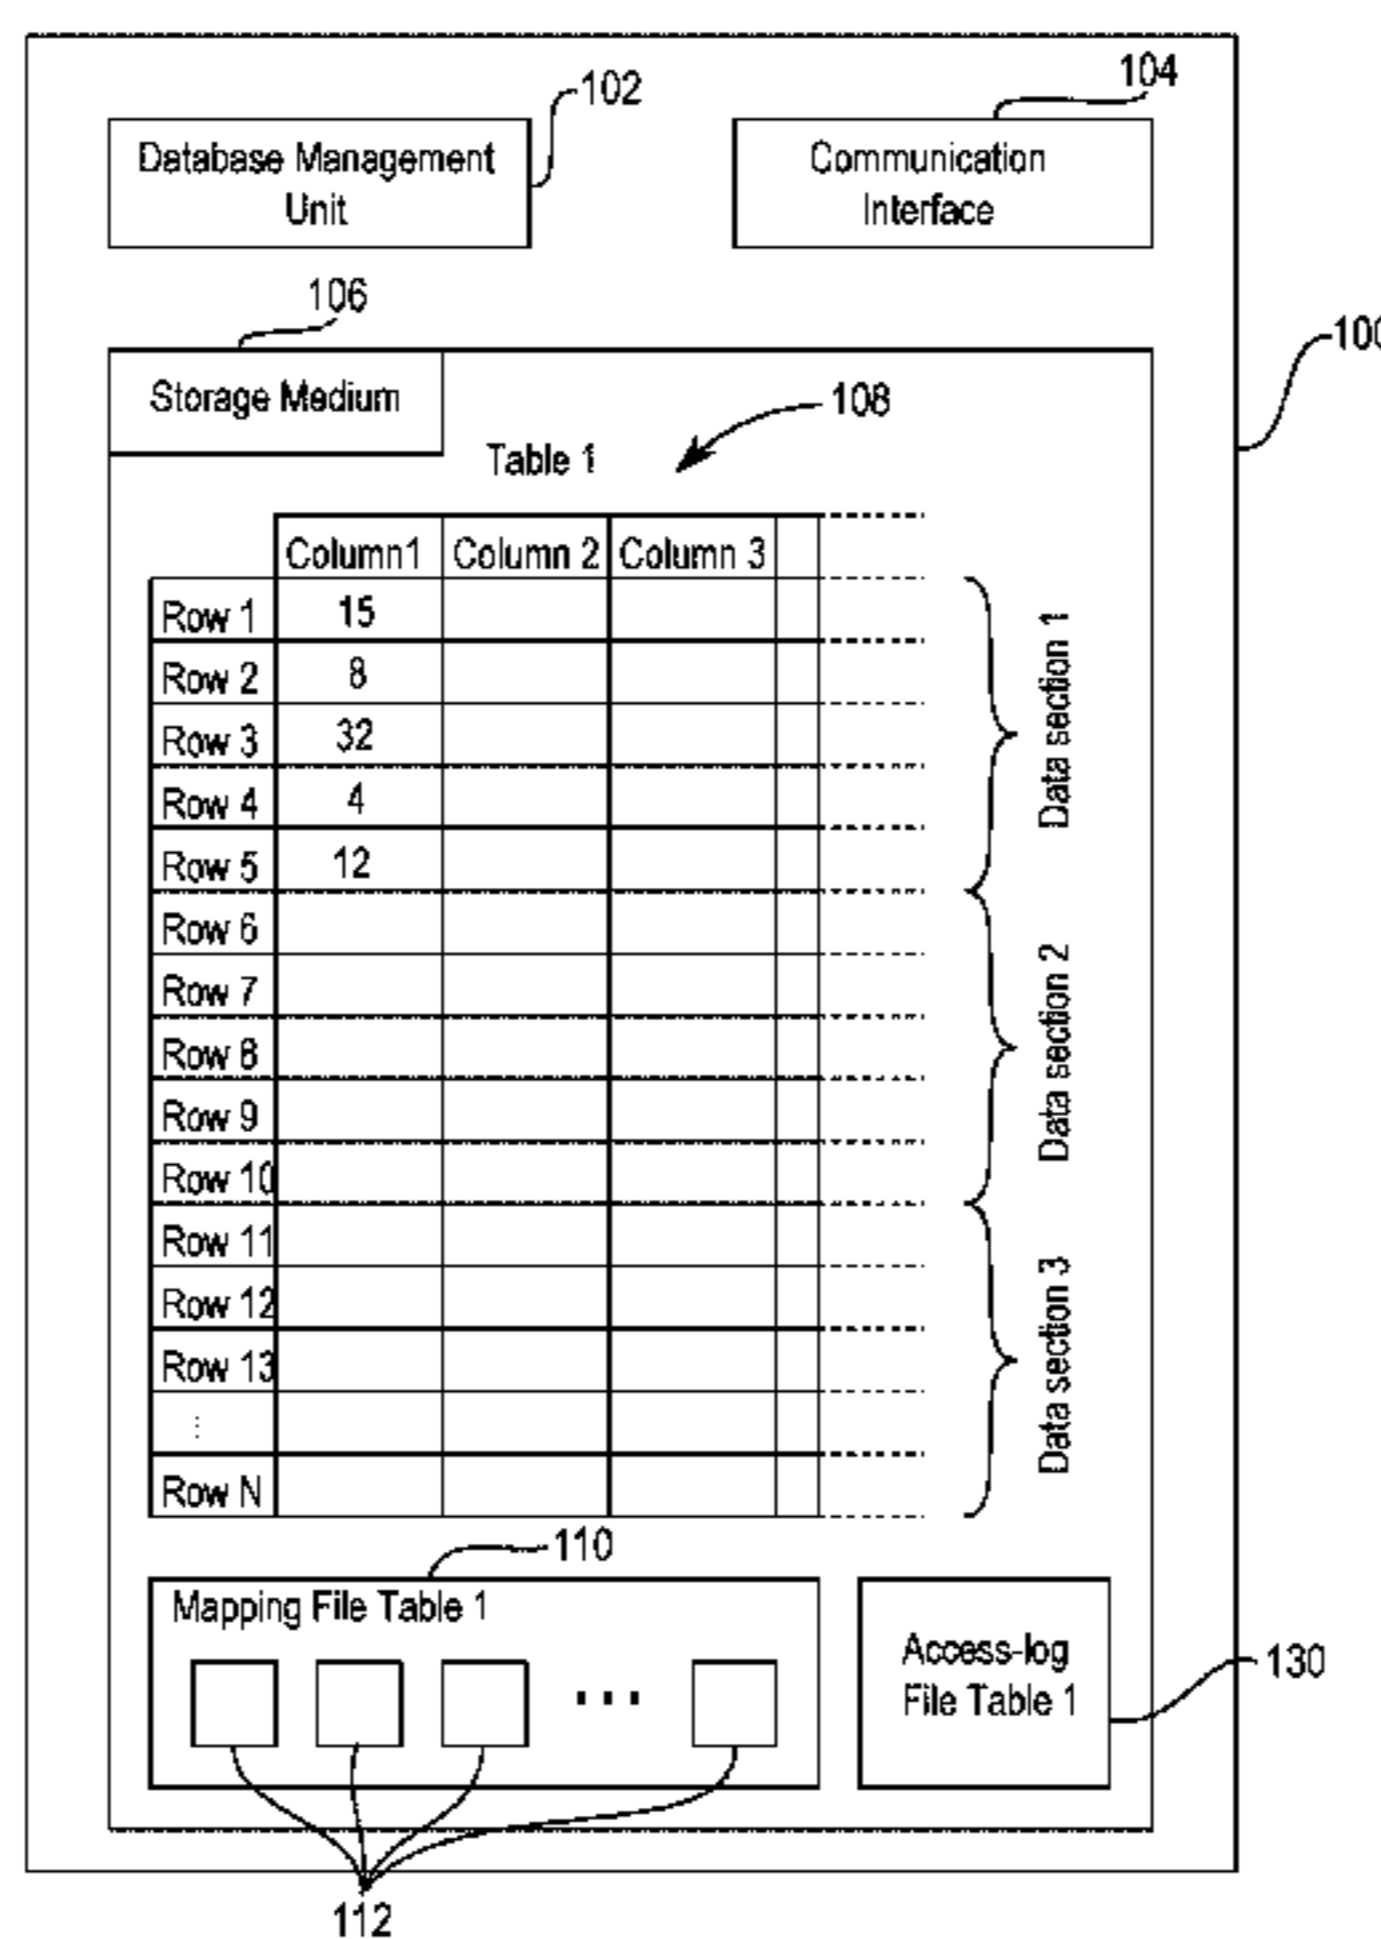 102
104
Database Management
Unit
Communication
Interface
106
100
Storage Medium
108
Table 1
Column1 Column 2 Column 3
Row 1 15
Row 2 8
Row 3 32
Row 4 4
Row 5 12
Data section 1
Row 6
Row 7
Row 8
Row 9
Row 10
Data section 2
Row 11
Row 12
Row 13
⋮
Row N
Data section 3
110
Mapping File Table 1
...
Access-log
File Table 1
130
112